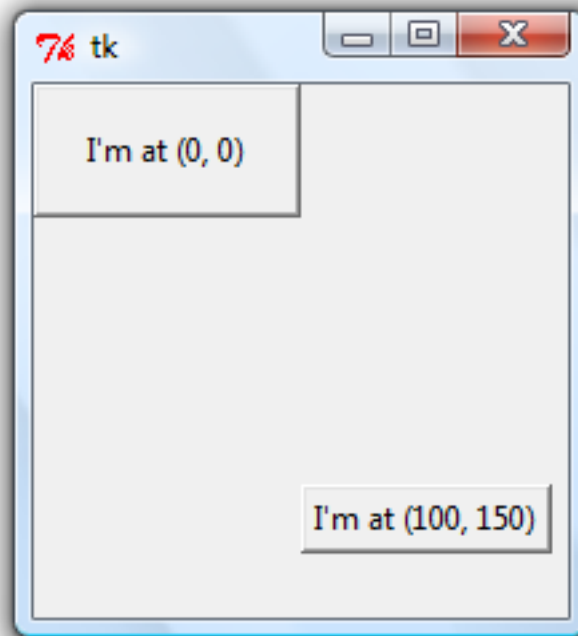 tk
I'm at (0, 0)
I'm at (100, 150)